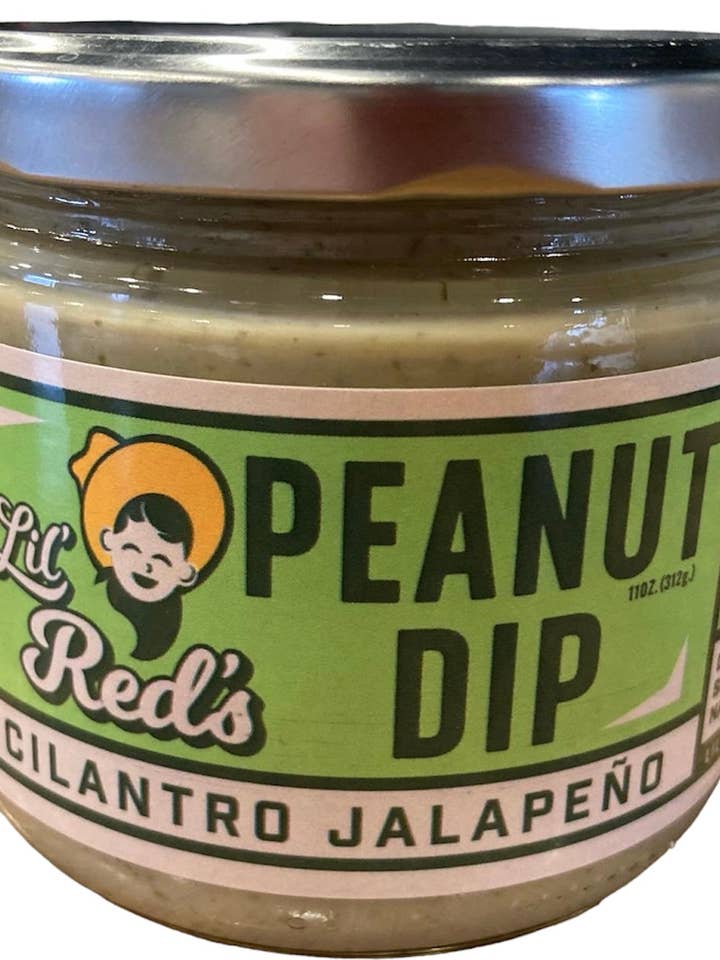 Lil'
Red's
PEANUT
DIP
11OZ. (312g.)
CILANTRO JALAPEÑO